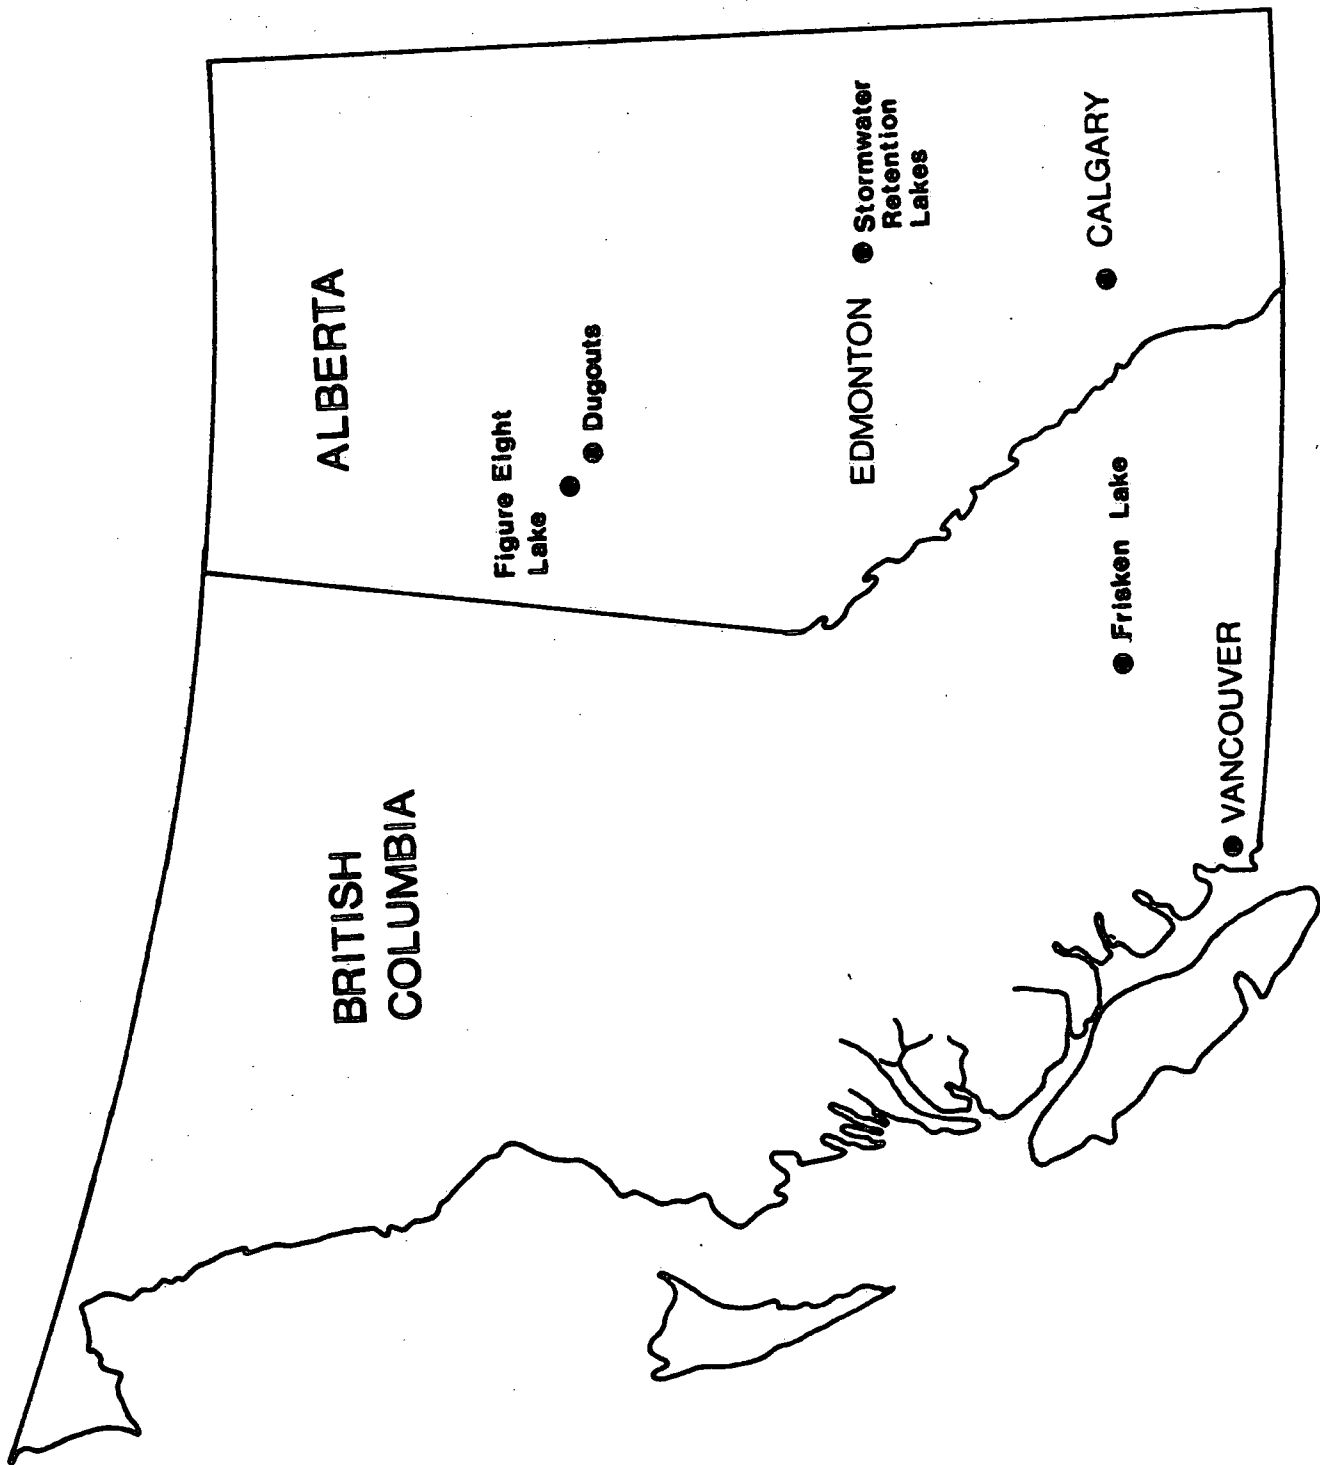 BRITISH
COLUMBIA
ALBERTA
Figure Eight
Lake
Dugouts
EDMONTON
Stormwater
Retention
Lakes
CALGARY
Frisken Lake
VANCOUVER